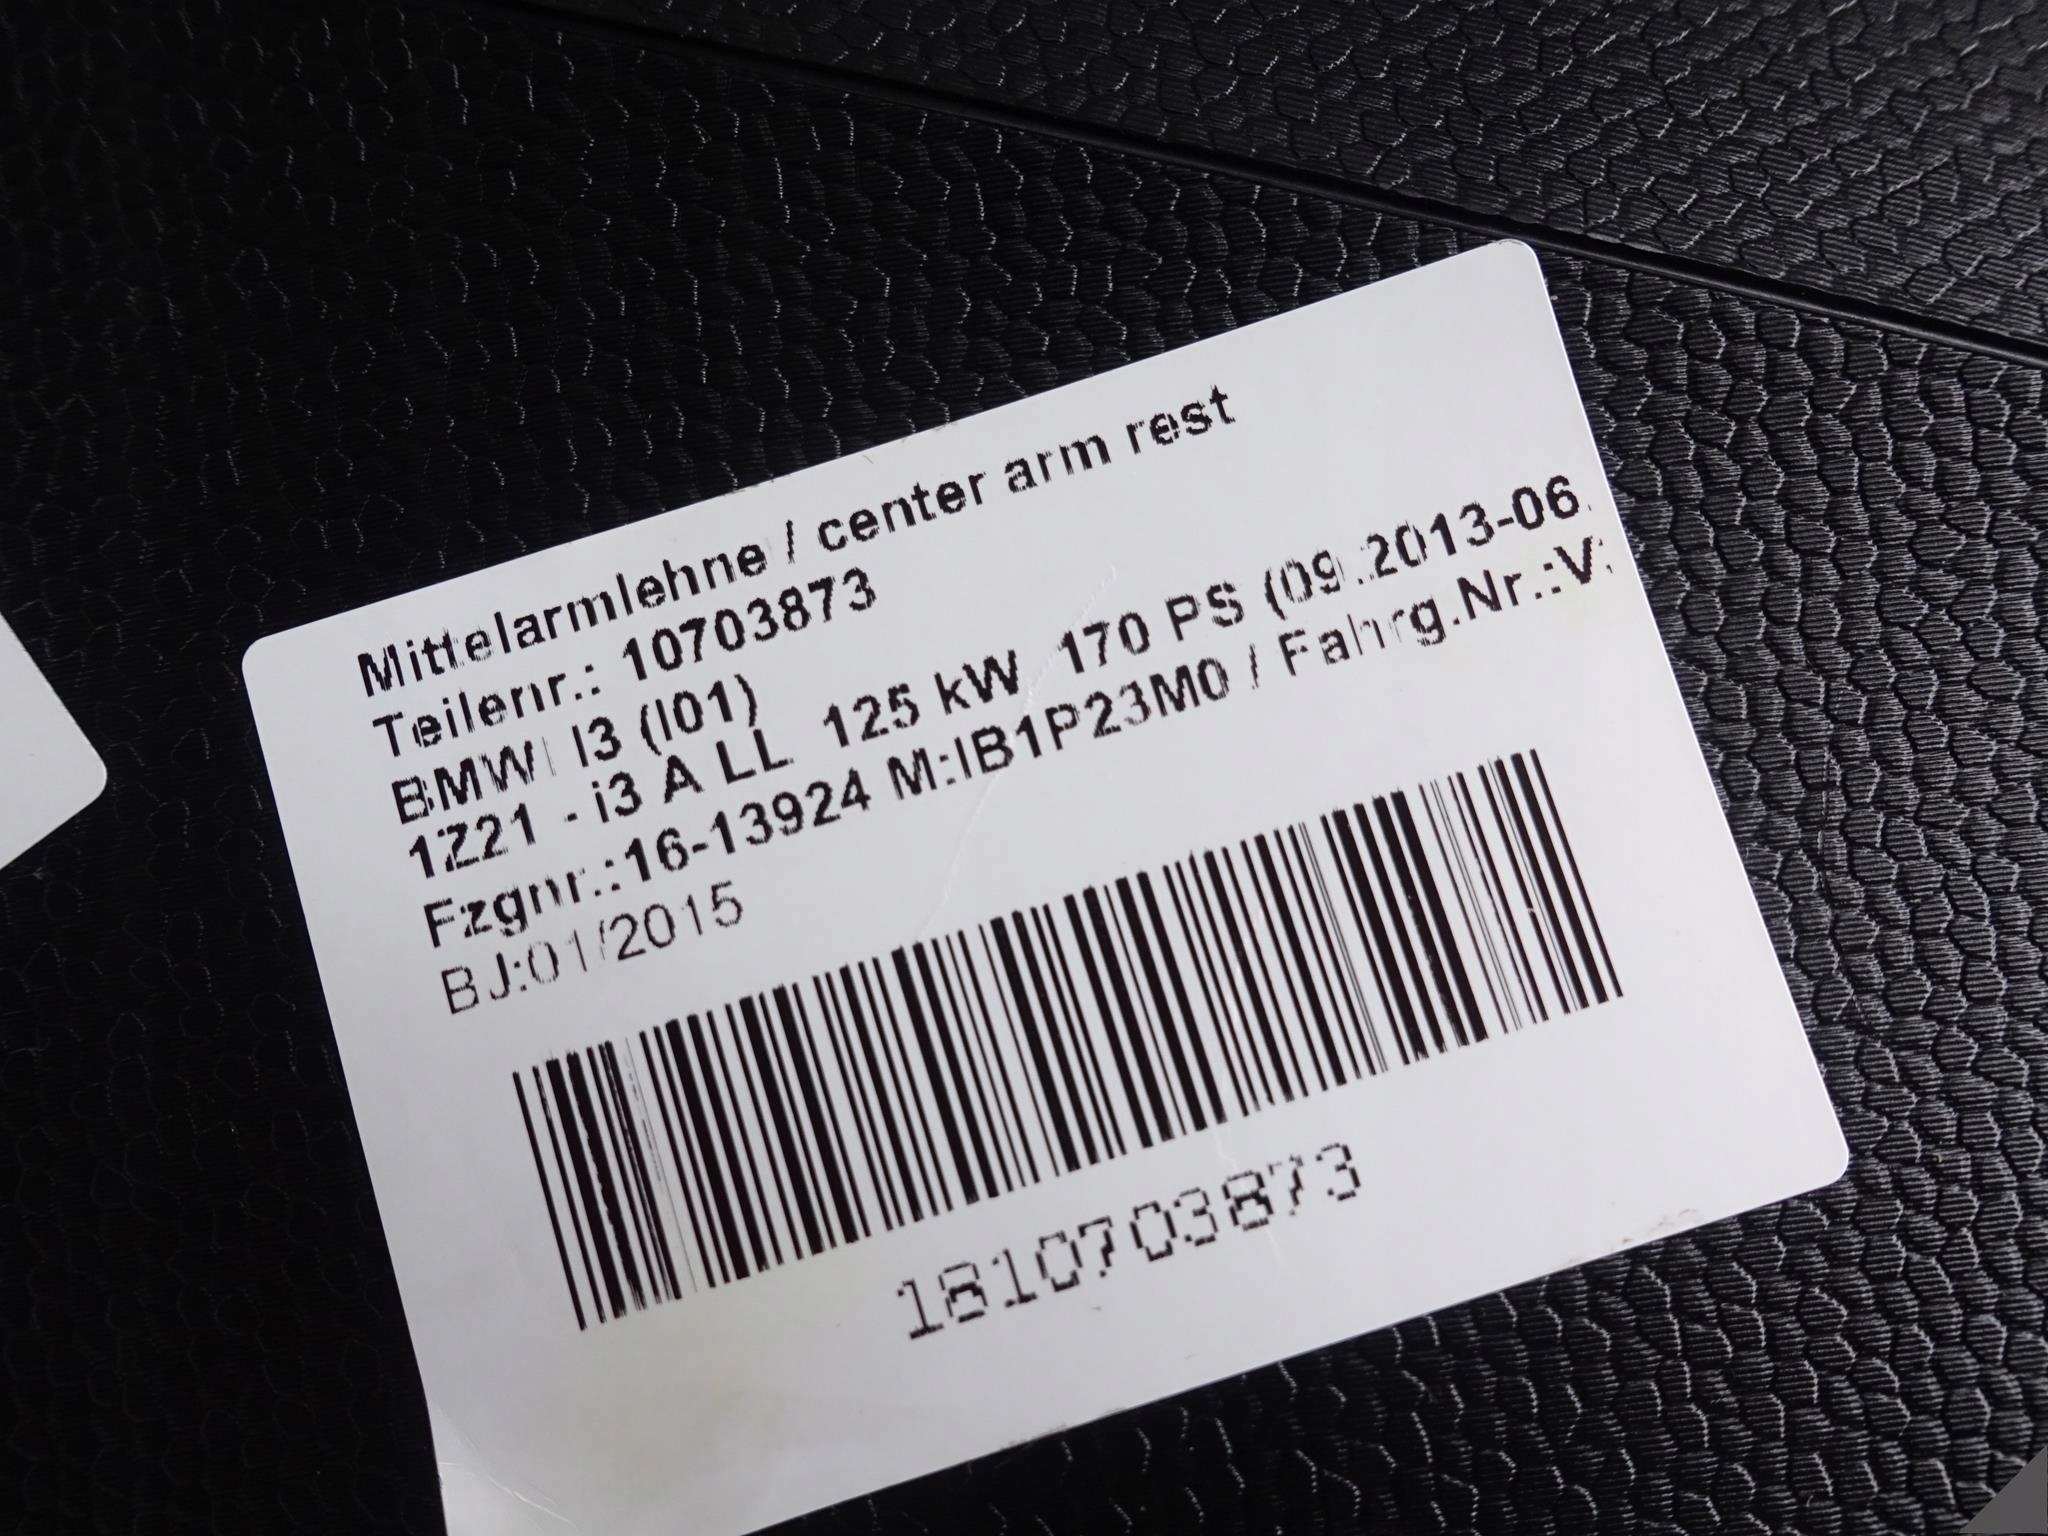 Mittelarmlehne / center arm rest
Teilenr.: 10703873
BMW I3 (I01)
1Z21 - i3 A LL 125 kW 170 PS (09.2013-06.
Fzgnr.:16-13924 M:IB1P23M0 / Fahrg.Nr.:V
BJ:01/2015
1810703873